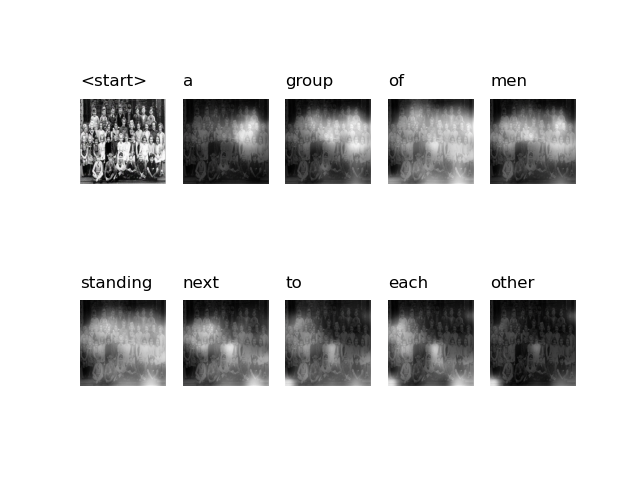 <start> a group of men
standing next to each other